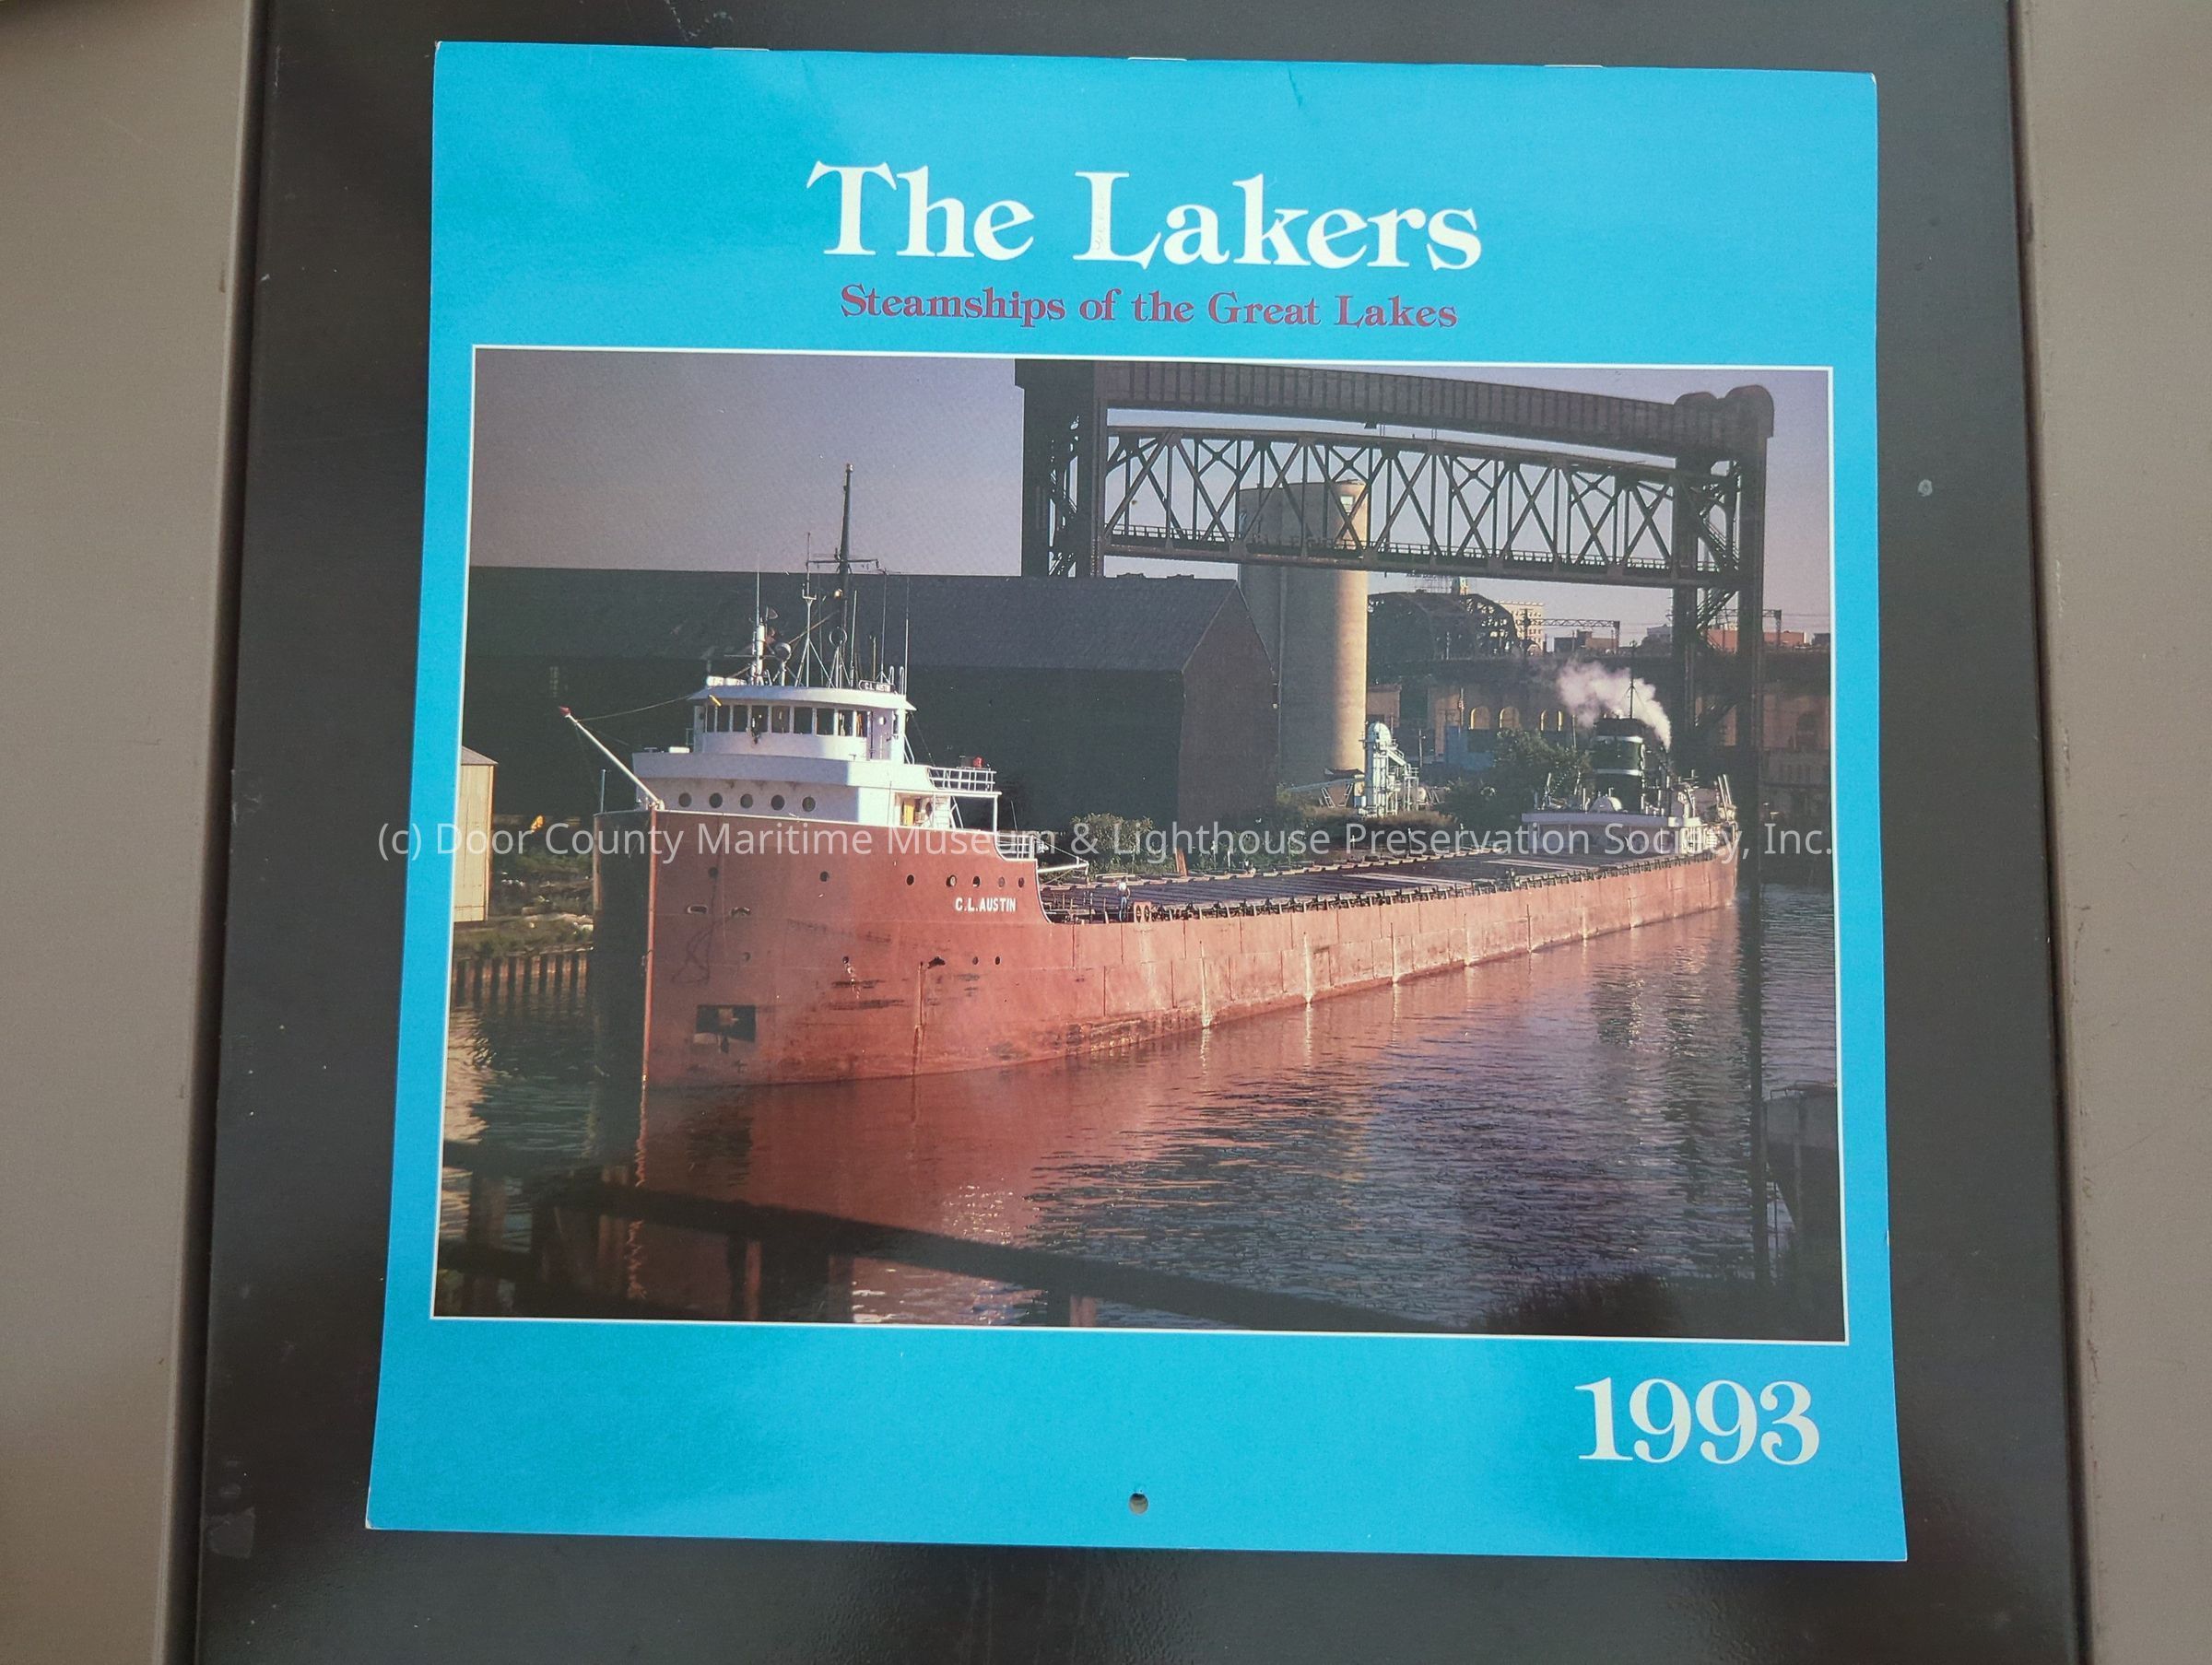 The Lakers
Steamships of the Great Lakes
(c) Door County Maritime Museum & Lighthouse Preservation Society, Inc.
C.L.AUSTIN
1993